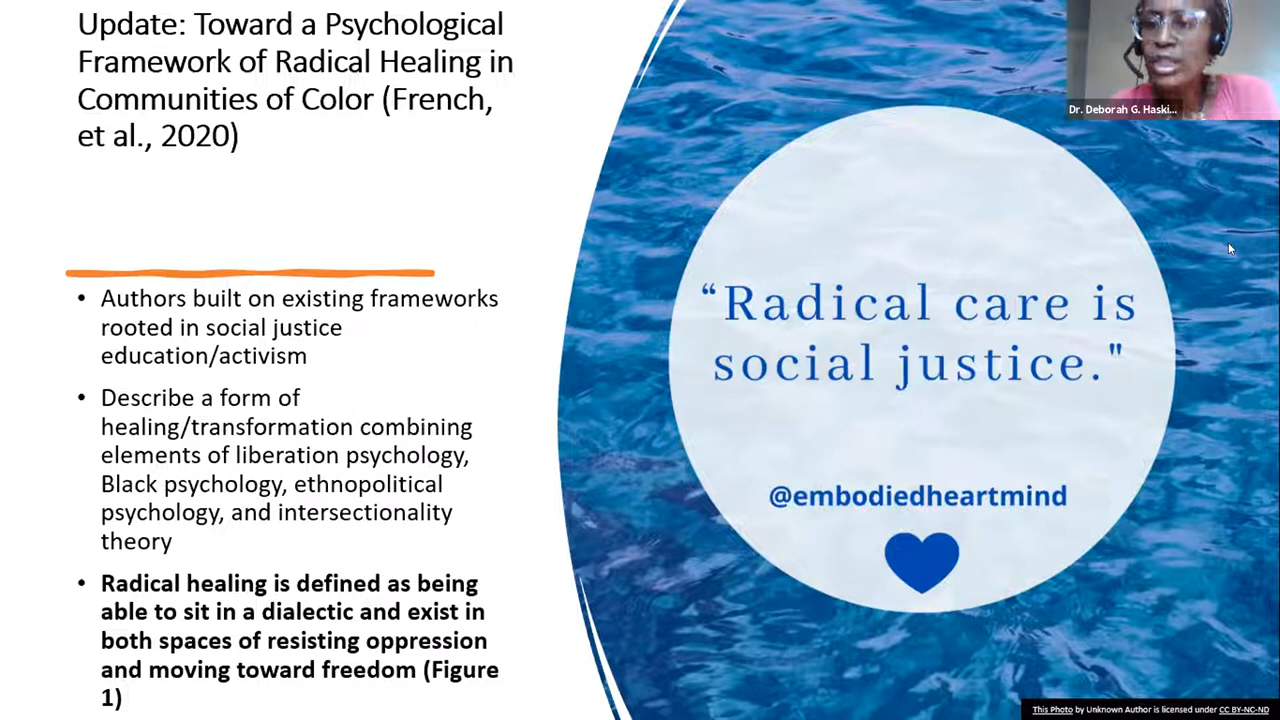 Update: Toward a Psychological
Framework of Radical Healing in
Communities of Color (French,
et al., 2020)
• Authors built on existing frameworks
rooted in social justice
education/activism
• Describe a form of
healing/transformation combining
elements of liberation psychology,
Black psychology, ethnopolitical
psychology, and intersectionality
theory
• Radical healing is defined as being
able to sit in a dialectic and exist in
both spaces of resisting oppression
and moving toward freedom (Figure
1)
“Radical care is
social justice."
@embodiedheartmind
Dr. Deborah G. Haski...
This Photo by Unknown Author is licensed under CC BY-NC-ND